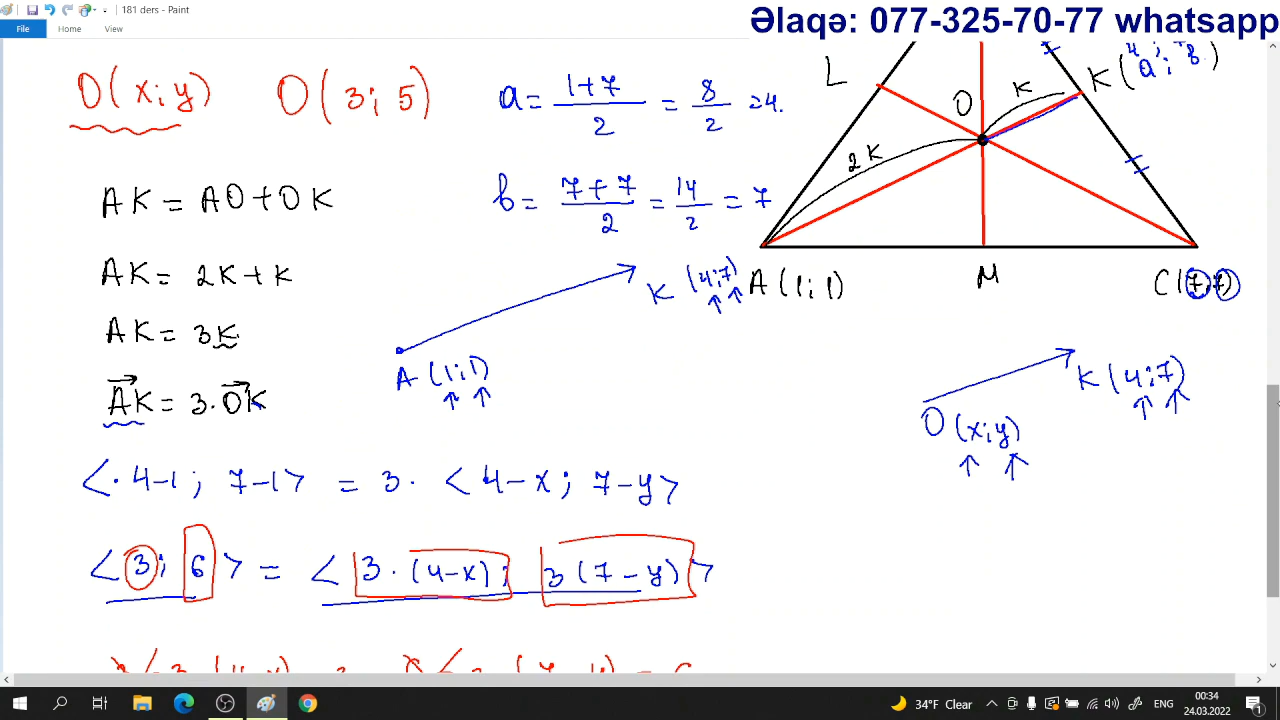 181 ders - Paint
Əlaqə: 077-325-70-77 whatsapp
File Home View
O(x;y) O(3;5)
a = (1+7)/2 = 8/2 = 4.
b = (7+7)/2 = 14/2 = 7
AK = AO + OK
AK = 2K + K
AK = 3K
AK = 3·OK
<·4-1; 7-1> = 3· <4-x; 7-y>
<3; 6> = <3·(4-x); 3(7-y)>
L
O
K
K (a; b)
2K
A(1;1)
M
C(7;7)
K (4;7)
A (1;1)
K (4;7)
O (x;y)
34°F Clear
ENG
00:34
24.03.2022
1